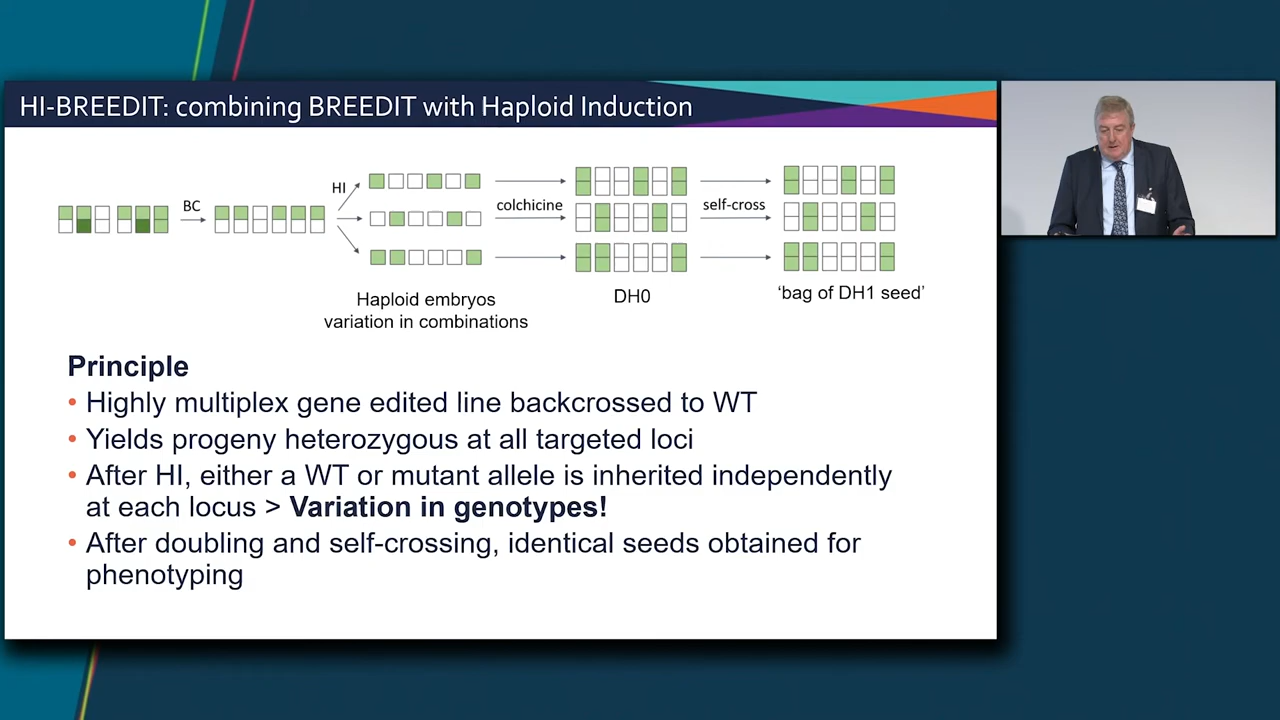 HI-BREEDIT: combining BREEDIT with Haploid Induction
BC
HI
colchicine
self-cross
Haploid embryos
variation in combinations
DH0
'bag of DH1 seed'
Principle
• Highly multiplex gene edited line backcrossed to WT
• Yields progeny heterozygous at all targeted loci
• After HI, either a WT or mutant allele is inherited independently
at each locus > Variation in genotypes!
• After doubling and self-crossing, identical seeds obtained for
phenotyping